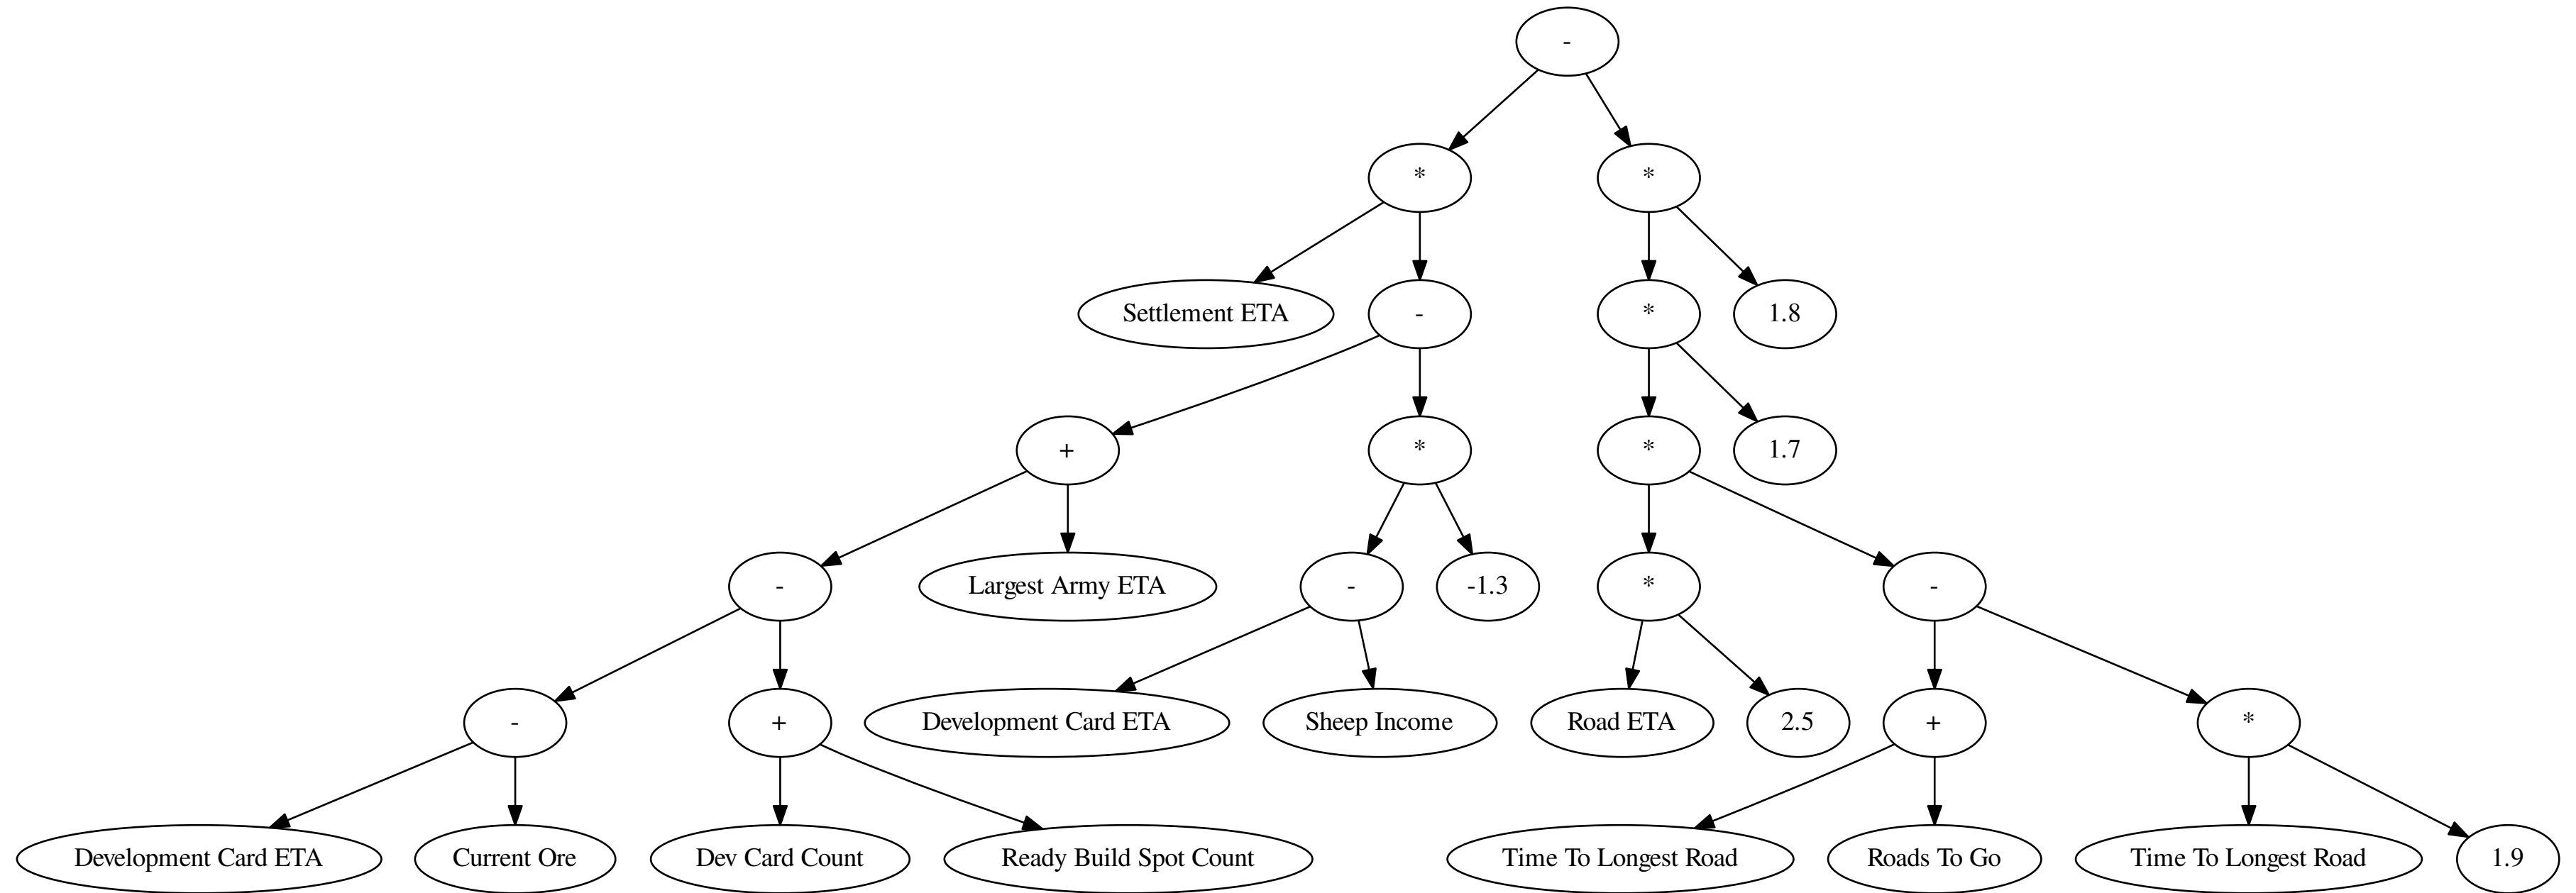 -
*
*
Settlement ETA
-
*
1.8
+
*
*
1.7
-
Largest Army ETA
-
-1.3
*
-
-
+
Development Card ETA
Sheep Income
Road ETA
2.5
+
*
Development Card ETA
Current Ore
Dev Card Count
Ready Build Spot Count
Time To Longest Road
Roads To Go
Time To Longest Road
1.9